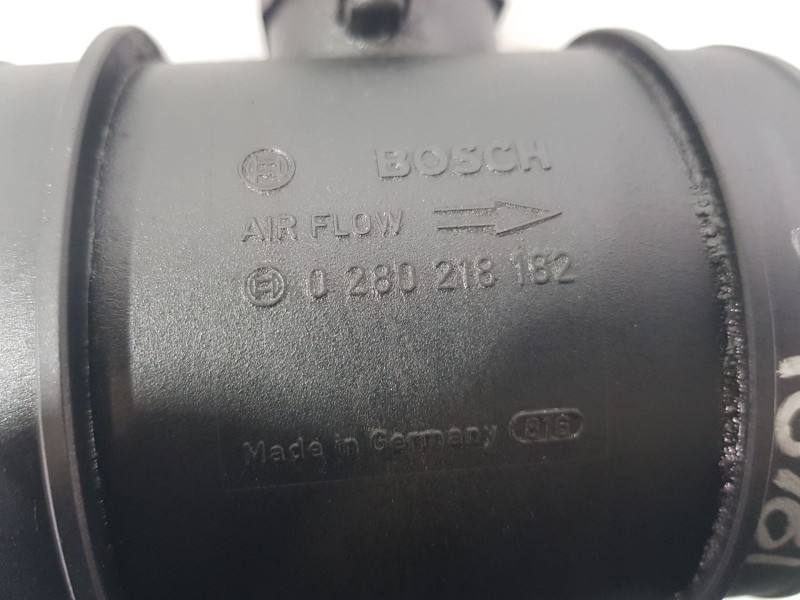 BOSCH
AIR FLOW
0 280 218 182
Made in Germany 816